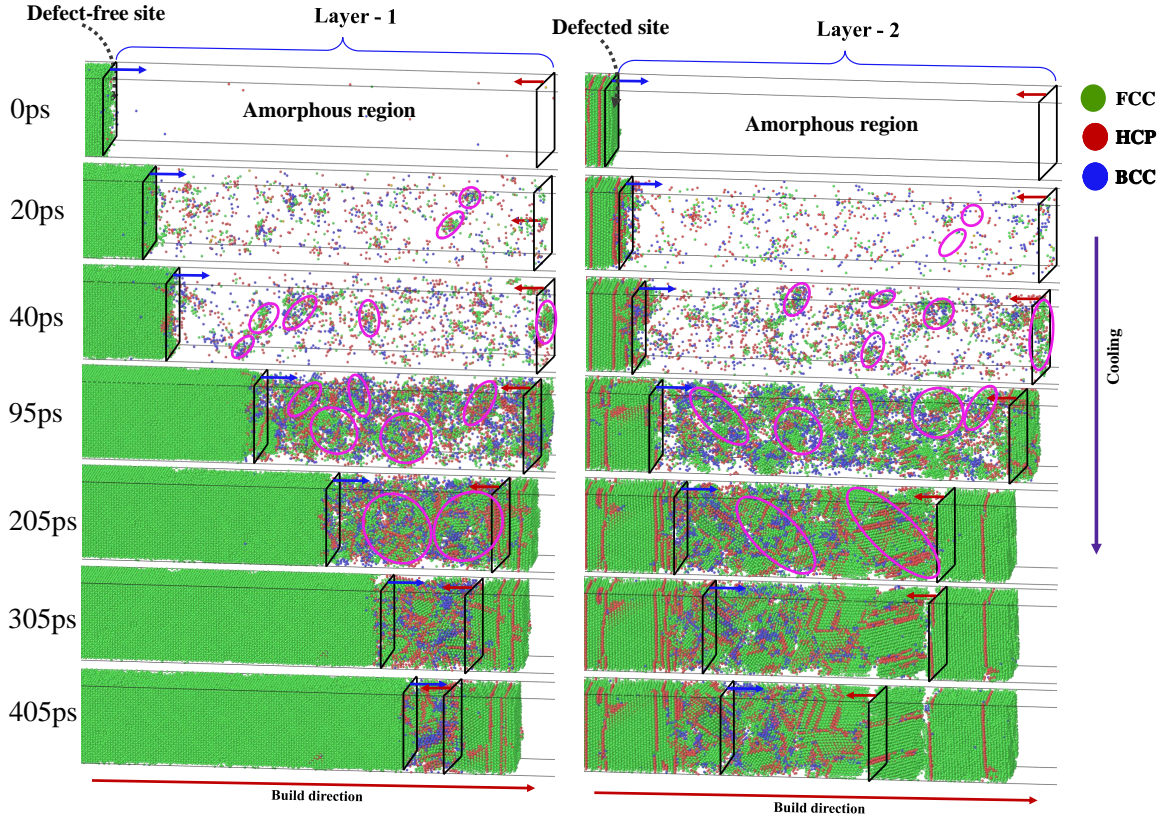 Defect-free site
Layer - 1
Defected site
Layer - 2
0ps
Amorphous region
Amorphous region
FCC
HCP
BCC
20ps
40ps
Cooling
95ps
205ps
305ps
405ps
Build direction
Build direction